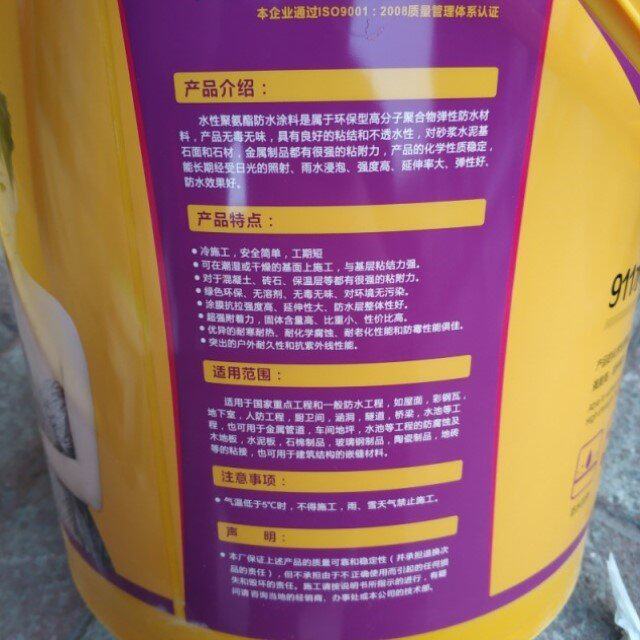 本企业通过ISO9001：2008质量管理体系认证
产品介绍：
水性聚氨酯防水涂料是属于环保型高分子聚合物弹性防水材
料，产品无毒无味，具有良好的粘结和不透水性，对砂浆水泥基
石面和石材，金属制品都有很强的粘附力，产品的化学性质稳定，
能长期经受日光的照射、雨水浸泡、强度高、延伸率大、弹性好、
防水效果好。
产品特点：
● 冷施工，安全简单，工期短
● 可在潮湿或干燥的基面上施工，与基层粘结力强。
● 对于混凝土、砖石、保温层等都有很强的粘附力。
● 绿色环保、无溶剂、无毒无味、对环境无污染。
● 涂膜抗拉强度高、延伸性大、防水层整体性好。
● 超强附着力，固体含量高、比重小、性价比高。
● 优异的耐寒耐热、耐化学腐蚀、耐老化性能和防霉性能俱佳。
● 突出的户外耐久性和抗紫外线性能。
适用范围：
适用于国家重点工程和一般防水工程，如屋面，彩钢瓦，
地下室，人防工程，厨卫间，涵洞，隧道，桥梁，水池等工
程，也可用于金属管道，车间地坪，水池等工程的防腐蚀及
木地板，水泥板，石棉制品，玻璃钢制品，陶瓷制品，地砖
等的粘接，也可用于建筑结构的嵌缝材料。
注意事项：
● 气温低于5℃时，不得施工，雨、雪天气禁止施工。
声 明：
● 本厂保证上述产品的质量可靠和稳定性（并承担退换次
品的责任），但不承担由于不正确使用而引起的任何损
失和毁坏的责任。施工请按说明书所指示的进行，有疑
问请咨询当地的经销商、办事处或本公司的技术部。
911